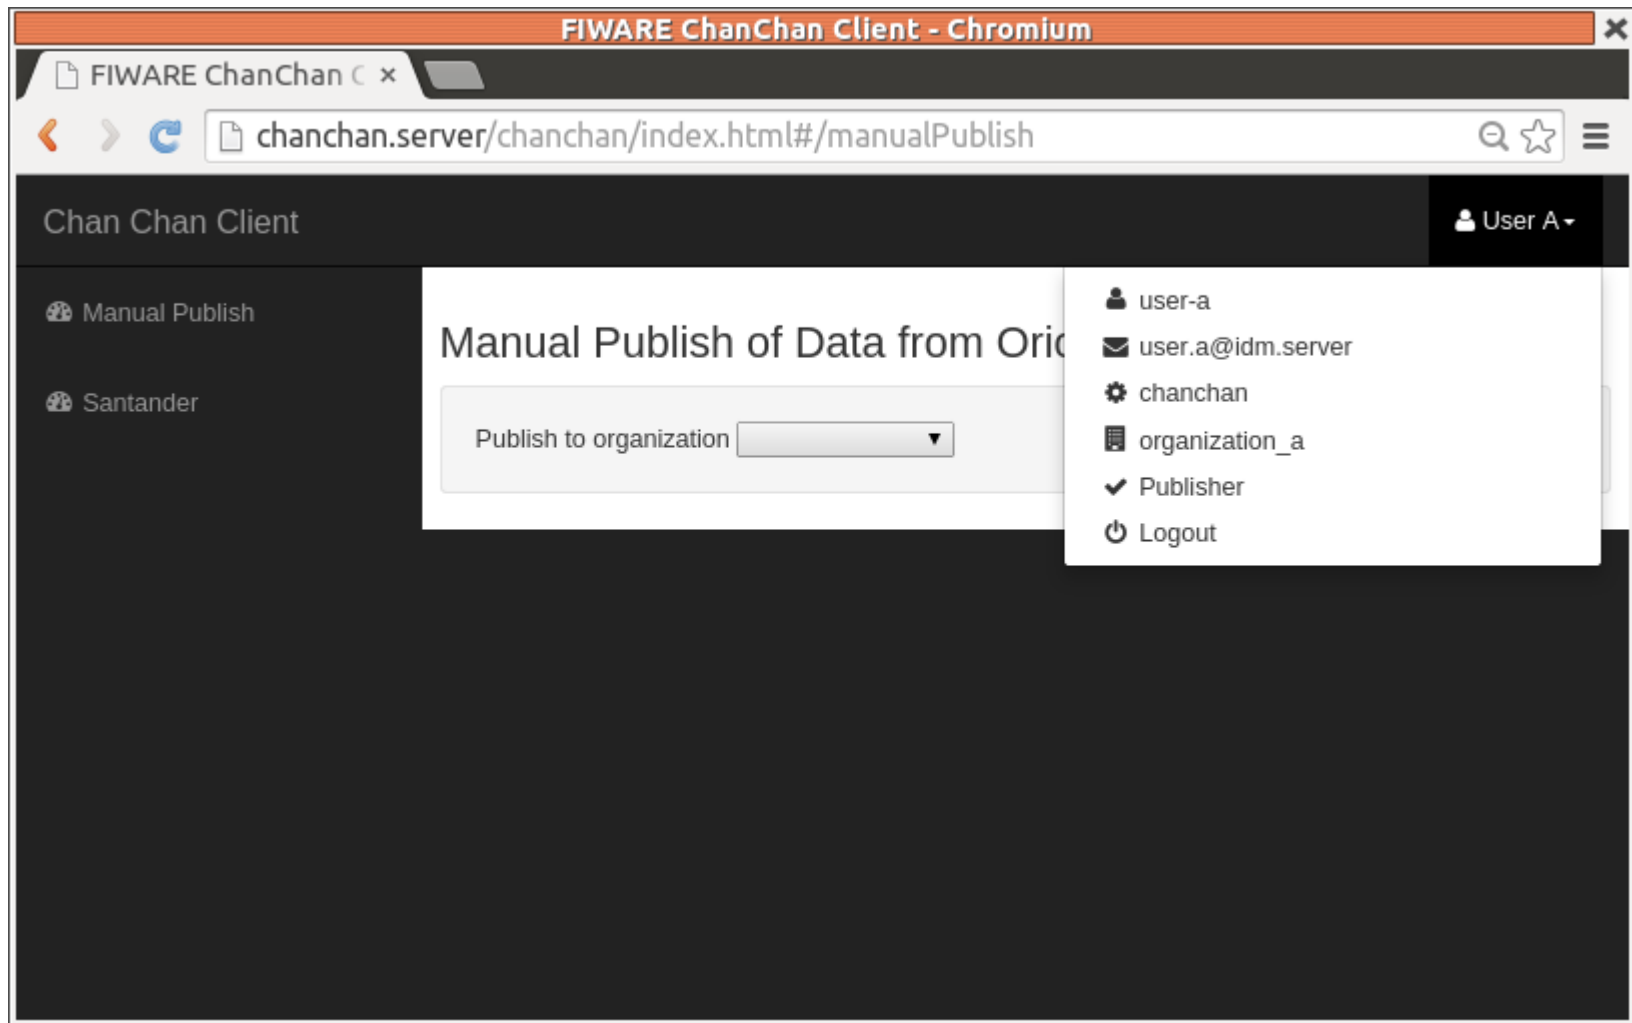 FIWARE ChanChan Client - Chromium
FIWARE ChanChan C
chanchan.server/chanchan/index.html#/manualPublish
Chan Chan Client
User A
Manual Publish
Santander
Manual Publish of Data from
Publish to organization
user-a
user.a@idm.server
chanchan
organization_a
Publisher
Logout